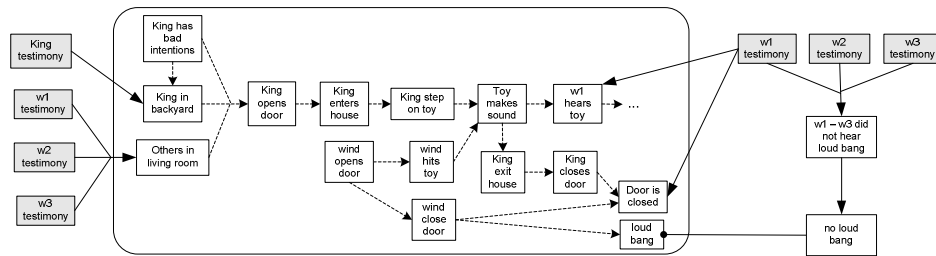 King
testimony
w1
testimony
w2
testimony
w3
testimony
King has
bad
intentions
King in
backyard
Others in
living room
King
opens
door
King
enters
house
King step
on toy
Toy
makes
sound
w1
hears
toy
...
wind
opens
door
wind
hits
toy
King
exit
house
King
closes
door
wind
close
door
Door is
closed
loud
bang
w1
testimony
w2
testimony
w3
testimony
w1 – w3 did
not hear
loud bang
no loud
bang